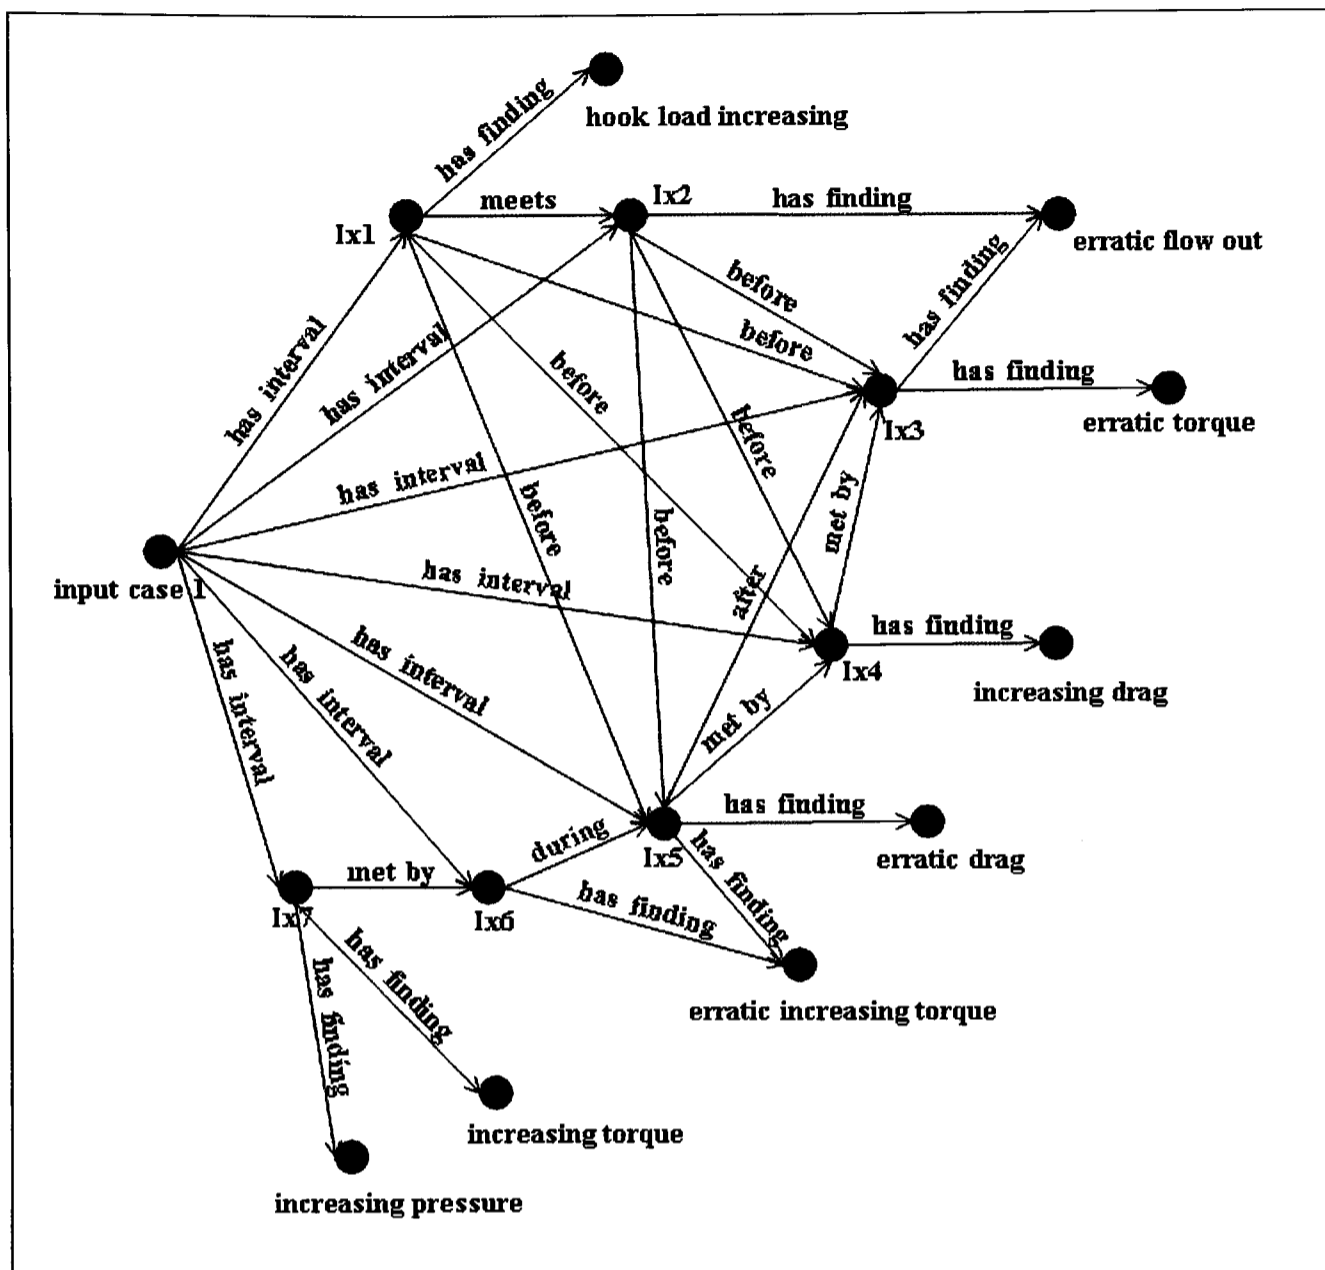 has finding
hook load increasing
Ix1
meets
Ix2
has finding
erratic flow out
has interval
has interval
before
before
before
has finding
has finding
Ix3
erratic torque
has interval
before
before
before
met by
after
input case 1
has interval
has finding
Ix4
increasing drag
has interval
has interval
has interval
met by
has finding
during
Ix5
erratic drag
has finding
met by
Ix7
Ix6
has finding
erratic increasing torque
has finding
has finding
increasing torque
increasing pressure